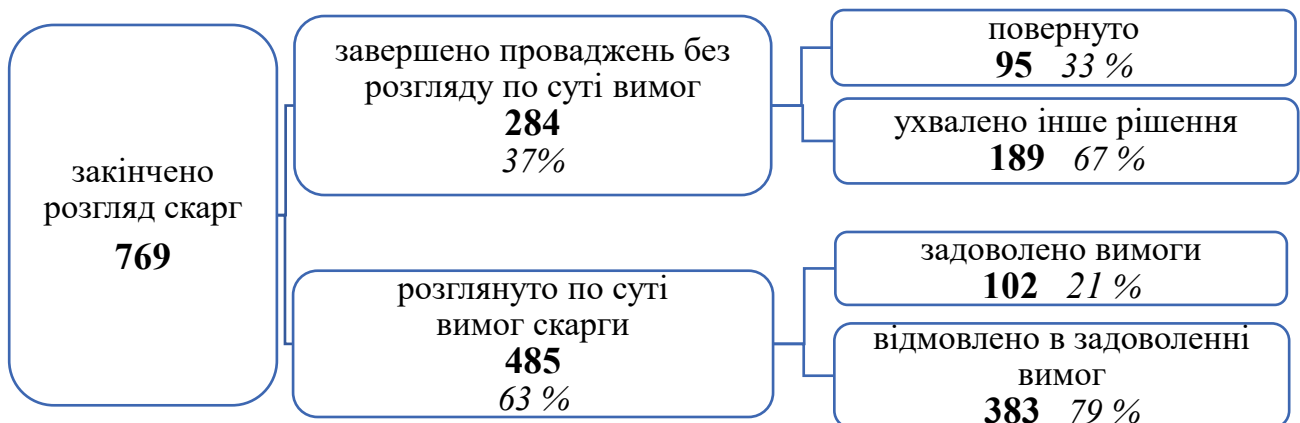 закінчено
розгляд скарг
769
завершено проваджень без
розгляду по суті вимог
284
37%
повернуто
95 33 %
ухвалено інше рішення
189 67 %
розглянуто по суті
вимог скарги
485
63 %
задоволено вимоги
102 21 %
відмовлено в задоволенні
вимог
383 79 %